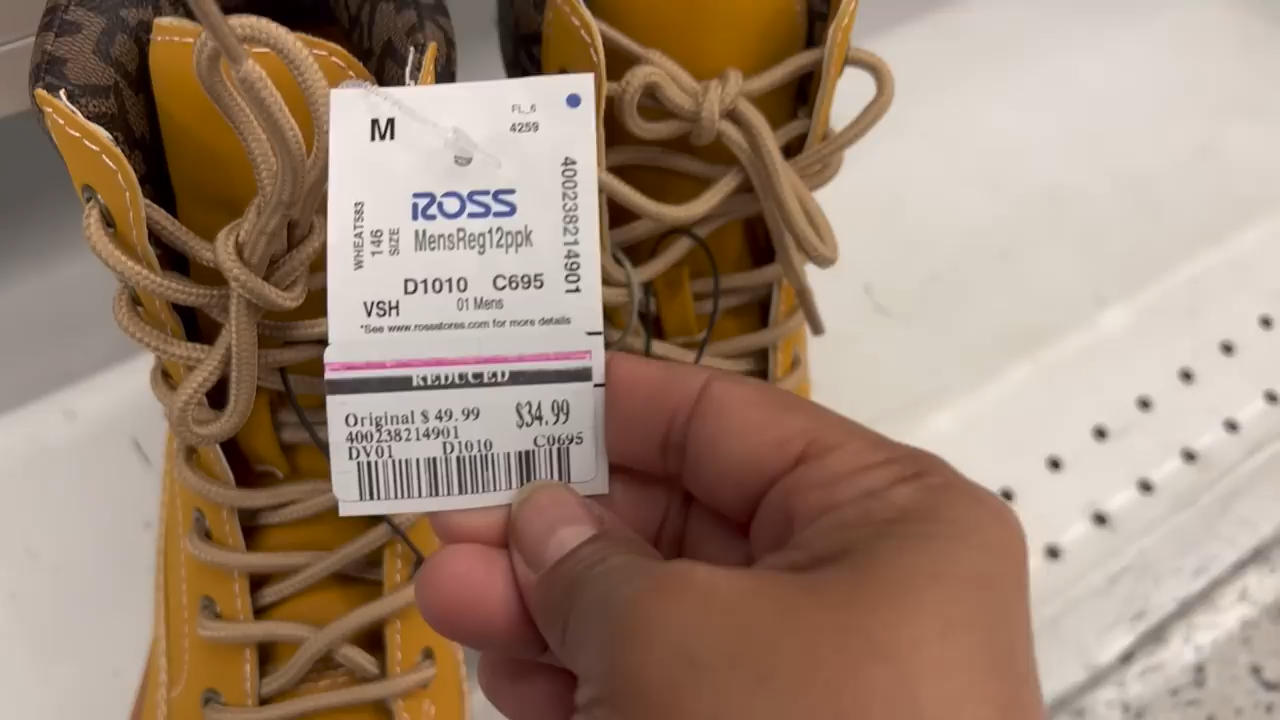 M
FL_6
4259
400238214901
ROSS
WHEAT583
146
SIZE
MensReg12ppk
D1010 C695
VSH 01 Mens
*See www.rossstores.com for more details
REDUCED
Original $ 49.99 $34.99
400238214901
DV01 D1010 C0695